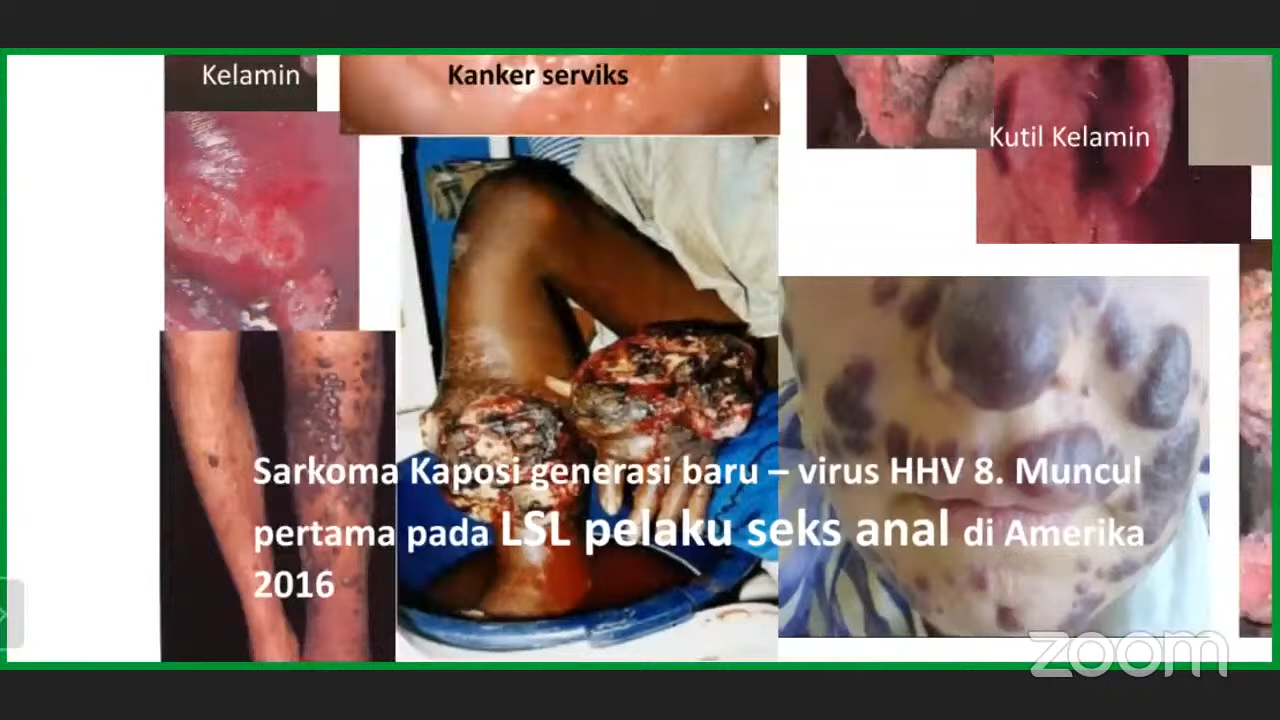 Kelamin
Kanker serviks
Kutil Kelamin
Sarkoma Kaposi generasi baru – virus HHV 8. Muncul
pertama pada LSL pelaku seks anal di Amerika
2016
zoom